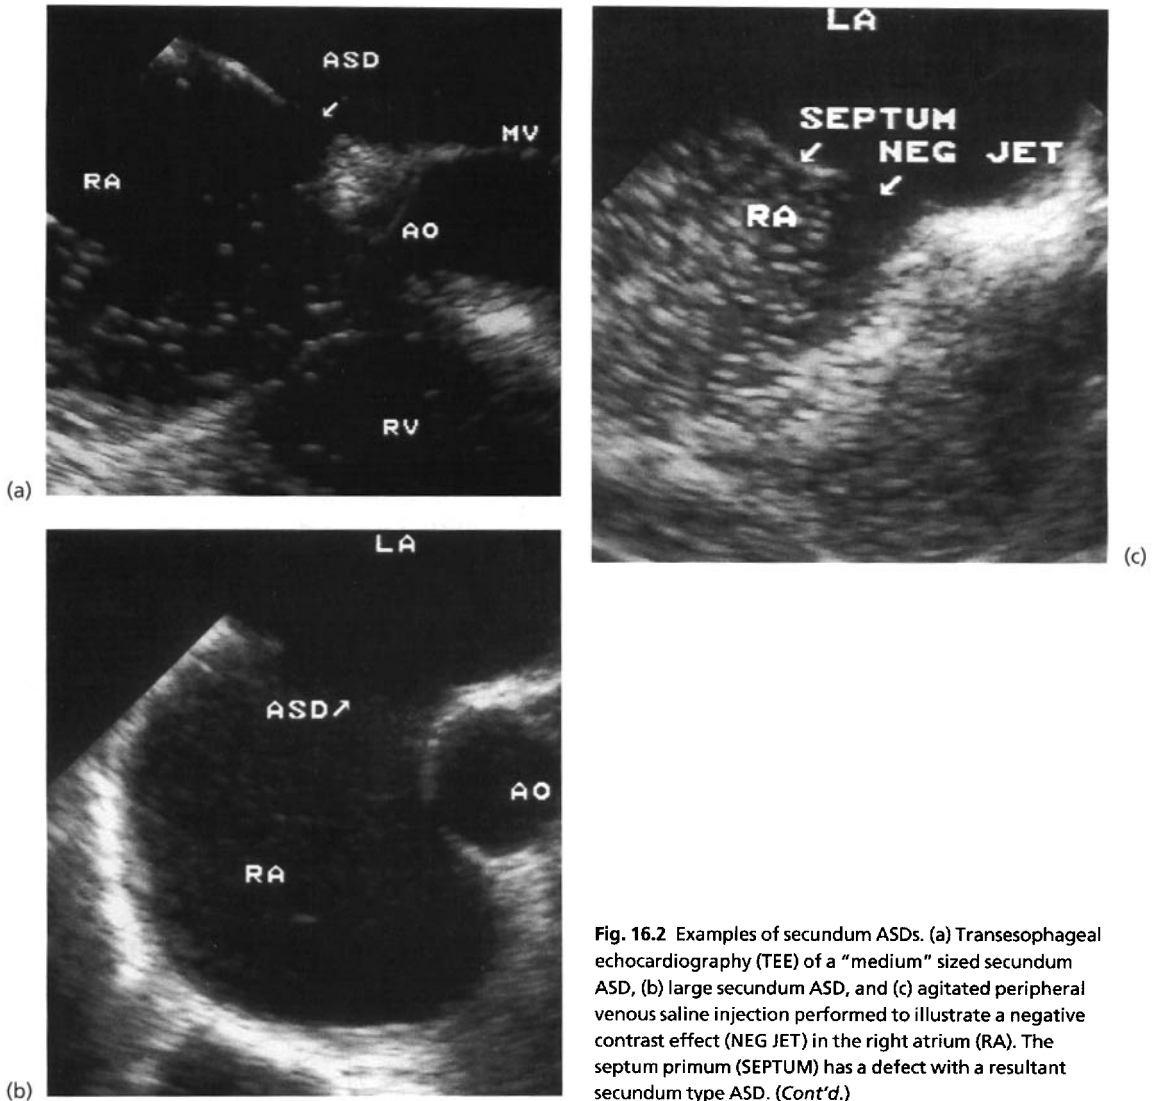 ASD
MV
RA
AO
RV
(a)
LA
SEPTUM
NEG JET
RA
(c)
LA
ASD
AO
RA
(b)
Fig. 16.2 Examples of secundum ASDs. (a) Transesophageal
echocardiography (TEE) of a "medium" sized secundum
ASD, (b) large secundum ASD, and (c) agitated peripheral
venous saline injection performed to illustrate a negative
contrast effect (NEG JET) in the right atrium (RA). The
septum primum (SEPTUM) has a defect with a resultant
secundum type ASD. (Cont'd.)